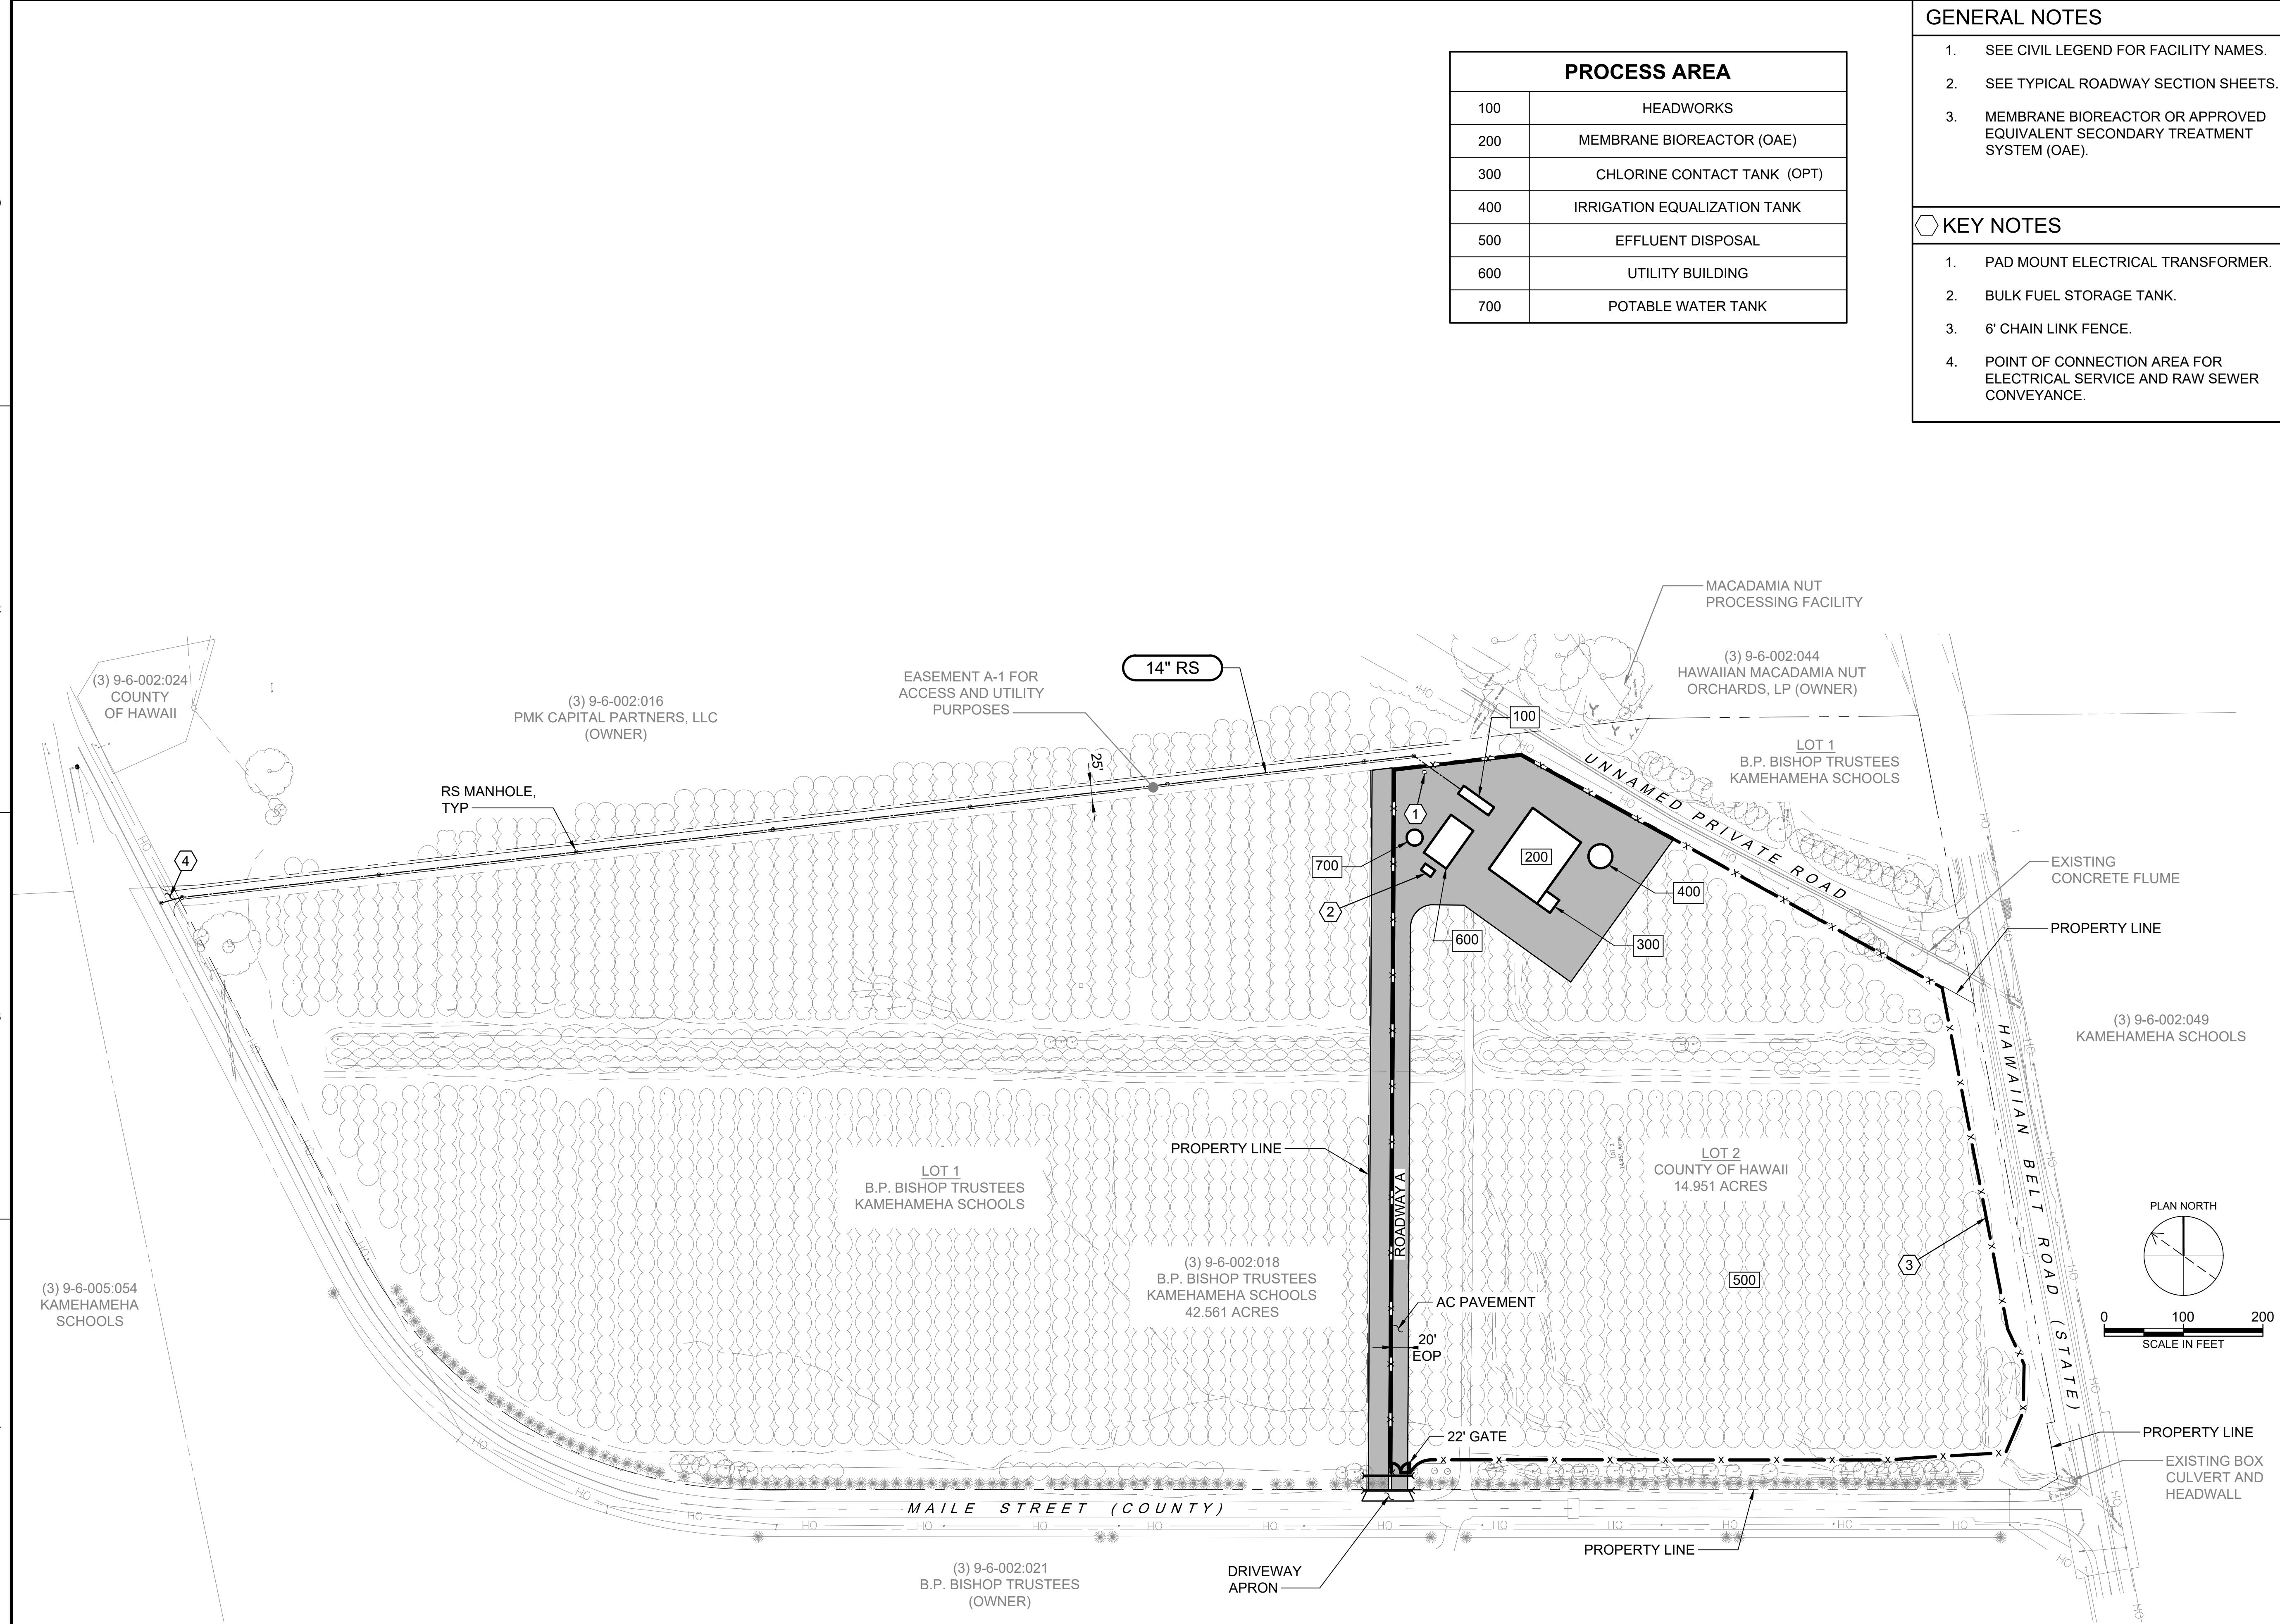 GENERAL NOTES
1. SEE CIVIL LEGEND FOR FACILITY NAMES.
2. SEE TYPICAL ROADWAY SECTION SHEETS.
3. MEMBRANE BIOREACTOR OR APPROVED
EQUIVALENT SECONDARY TREATMENT
SYSTEM (OAE).
KEY NOTES
1. PAD MOUNT ELECTRICAL TRANSFORMER.
2. BULK FUEL STORAGE TANK.
3. 6' CHAIN LINK FENCE.
4. POINT OF CONNECTION AREA FOR
ELECTRICAL SERVICE AND RAW SEWER
CONVEYANCE.
PROCESS AREA
100 HEADWORKS
200 MEMBRANE BIOREACTOR (OAE)
300 CHLORINE CONTACT TANK (OPT)
400 IRRIGATION EQUALIZATION TANK
500 EFFLUENT DISPOSAL
600 UTILITY BUILDING
700 POTABLE WATER TANK
MACADAMIA NUT
PROCESSING FACILITY
(3) 9-6-002:044
HAWAIIAN MACADAMIA NUT
ORCHARDS, LP (OWNER)
(3) 9-6-002:024
COUNTY
OF HAWAII
(3) 9-6-002:016
PMK CAPITAL PARTNERS, LLC
(OWNER)
EASEMENT A-1 FOR
ACCESS AND UTILITY
PURPOSES
14" RS
100
LOT 1
B.P. BISHOP TRUSTEES
KAMEHAMEHA SCHOOLS
25'
RS MANHOLE,
TYP
UNNAMED PRIVATE ROAD
1
4
700
200
400
2
600
300
EXISTING
CONCRETE FLUME
PROPERTY LINE
(3) 9-6-002:049
KAMEHAMEHA SCHOOLS
HAWAIIAN BELT ROAD (STATE)
PROPERTY LINE
LOT 1
B.P. BISHOP TRUSTEES
KAMEHAMEHA SCHOOLS
LOT 2
COUNTY OF HAWAII
14.951 ACRES
ROADWAY A
PLAN NORTH
(3) 9-6-002:018
B.P. BISHOP TRUSTEES
KAMEHAMEHA SCHOOLS
42.561 ACRES
500
3
(3) 9-6-005:054
KAMEHAMEHA
SCHOOLS
AC PAVEMENT
20'
EOP
0 100 200
SCALE IN FEET
22' GATE
PROPERTY LINE
EXISTING BOX
CULVERT AND
HEADWALL
MAILE STREET (COUNTY)
PROPERTY LINE
DRIVEWAY
APRON
(3) 9-6-002:021
B.P. BISHOP TRUSTEES
(OWNER)